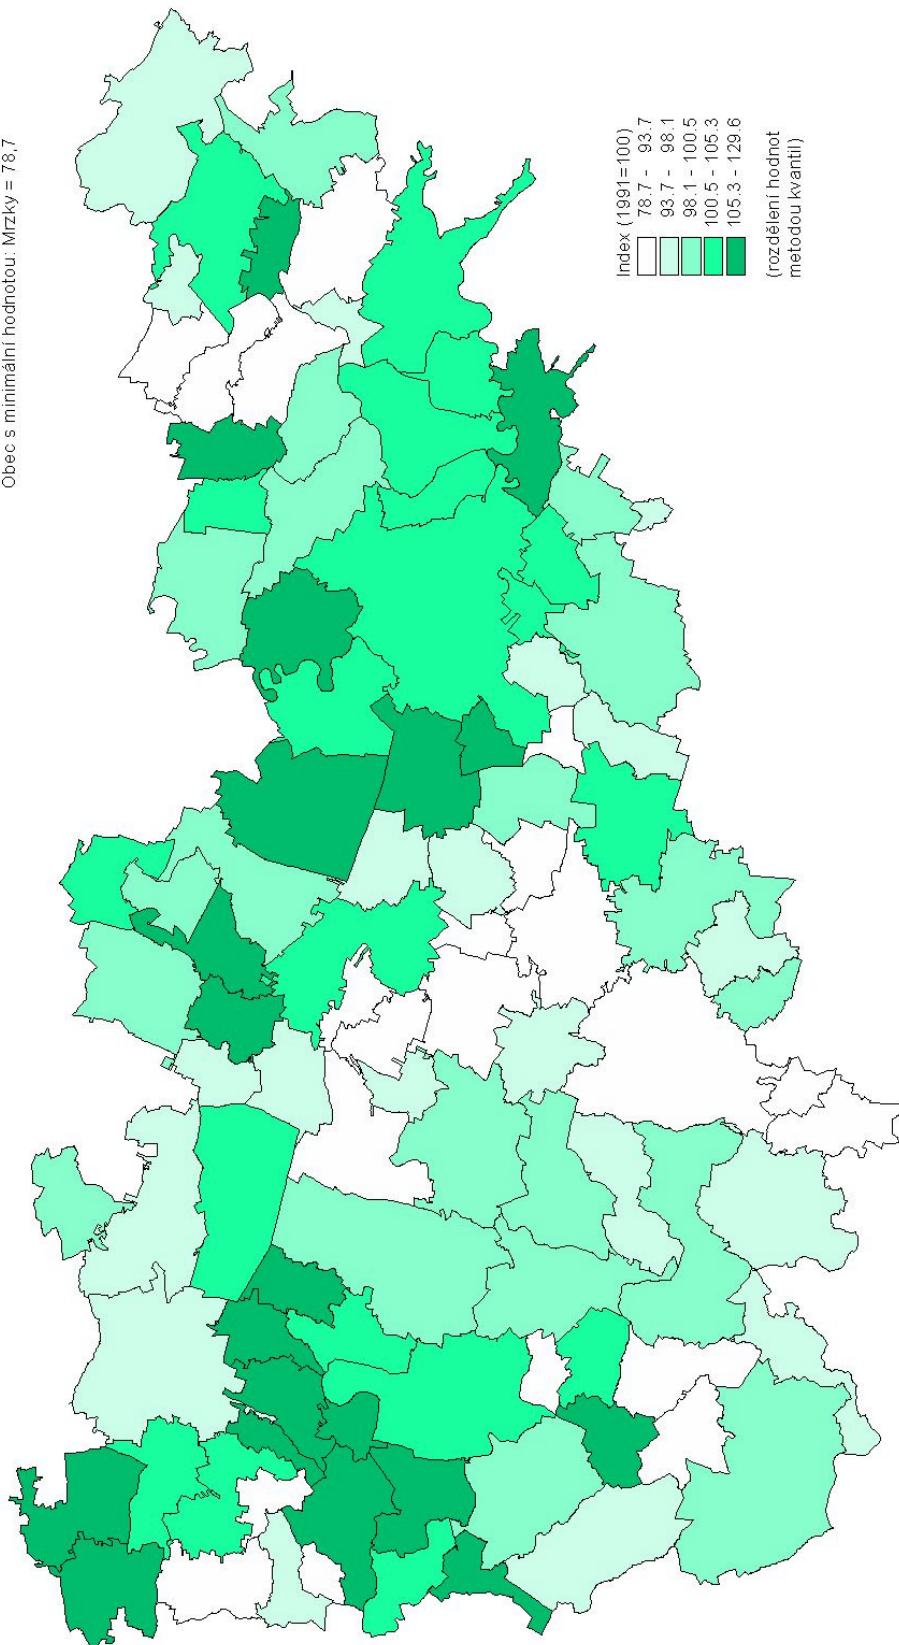 Obec s minimální hodnotou: Mrzky = 78,7
Index (1991=100)
78.7 - 93.7
93.7 - 98.1
98.1 - 100.5
100.5 - 105.3
105.3 - 129.6
(rozdělení hodnot
metodou kvantil)